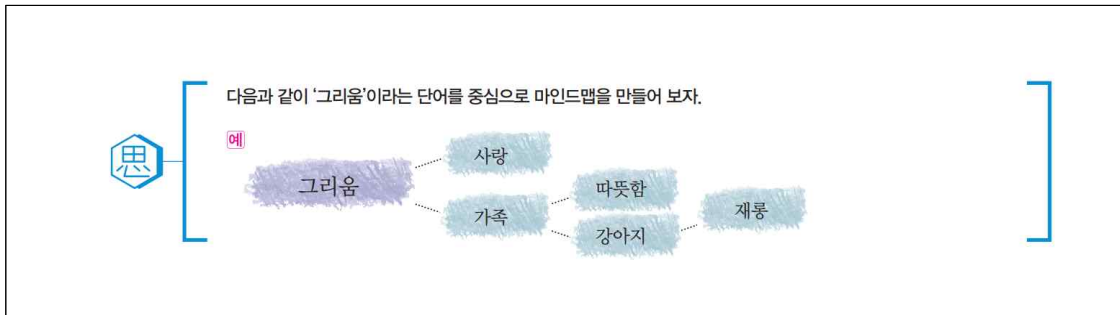 다음과 같이 ‘그리움’이라는 단어를 중심으로 마인드맵을 만들어 보자.
예
思
사랑
그리움
따뜻함
가족
재롱
강아지